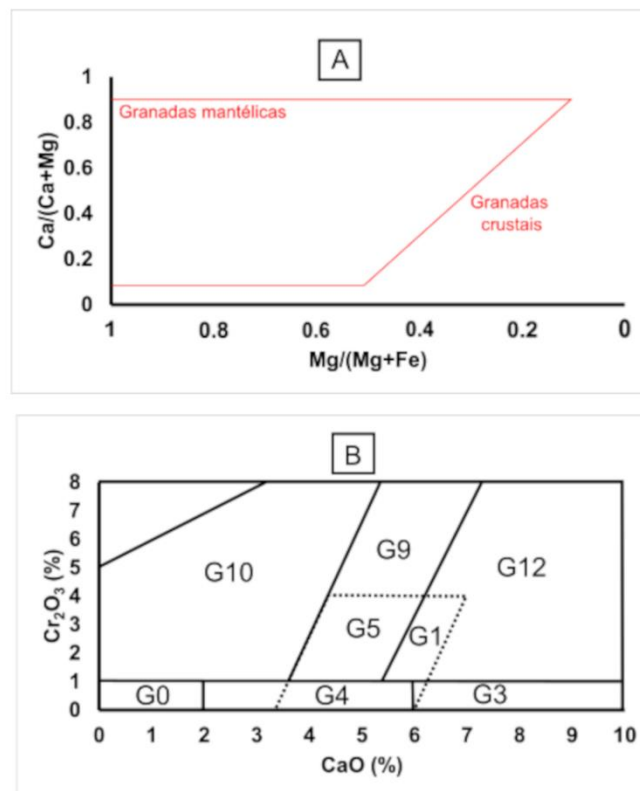 A
1
0.8
0.6
0.4
0.2
0
Ca/(Ca+Mg)
Granadas mantélicas
Granadas
crustais
1 0.8 0.6 0.4 0.2 0
Mg/(Mg+Fe)
B
8
7
6
5
4
3
2
1
0
Cr₂O₃ (%)
G9
G10
G12
G5
G1
G0
G4
G3
0 1 2 3 4 5 6 7 8 9 10
CaO (%)